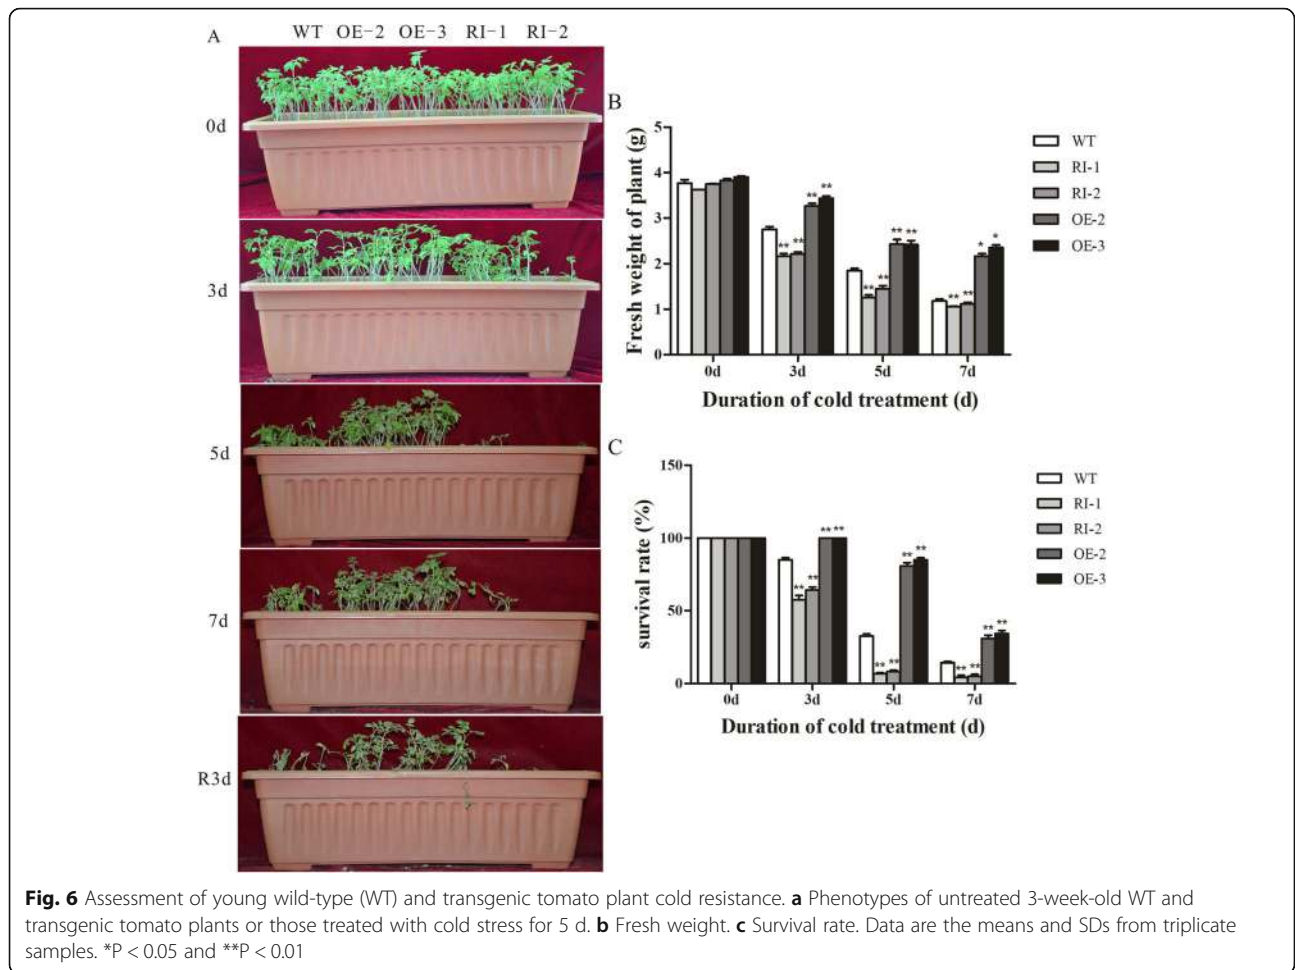 A
WT OE-2 OE-3 RI-1 RI-2
0d
3d
5d
7d
R3d
B
Fresh weight of plant (g)
5
4
3
2
1
0
** ** ** **
** ** ** **
** ** * *
0d 3d 5d 7d
Duration of cold treatment (d)
WT
RI-1
RI-2
OE-2
OE-3
C
survival rate (%)
150
100
50
0
** ** ** **
** ** ** **
** ** ** **
0d 3d 5d 7d
Duration of cold treatment (d)
WT
RI-1
RI-2
OE-2
OE-3
Fig. 6 Assessment of young wild-type (WT) and transgenic tomato plant cold resistance. a Phenotypes of untreated 3-week-old WT and
transgenic tomato plants or those treated with cold stress for 5 d. b Fresh weight. c Survival rate. Data are the means and SDs from triplicate
samples. *P < 0.05 and **P < 0.01